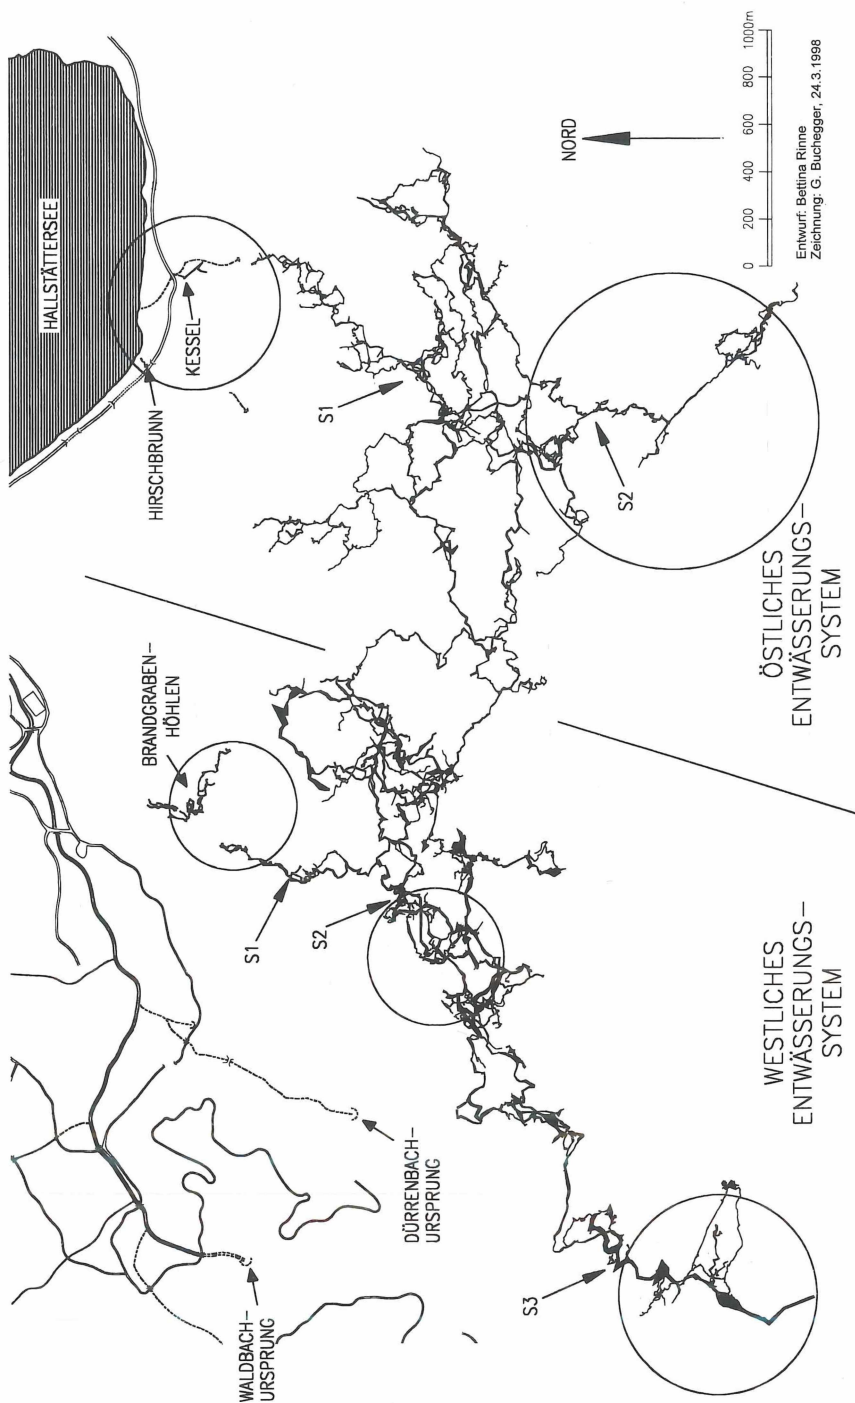 HALLSTÄTTERSEE
HIRSCHBRUNN
KESSEL
S1
S2
NORD
0 200 400 600 800 1000m
Entwurf: Bettina Rinne
Zeichnung: G. Buchegger, 24.3.1998
ÖSTLICHES
ENTWÄSSERUNGS-
SYSTEM
BRANDGRABEN-
HÖHLEN
S1
S2
S3
WESTLICHES
ENTWÄSSERUNGS-
SYSTEM
DÜRRENBACH-
URSPRUNG
WALDBACH-
URSPRUNG